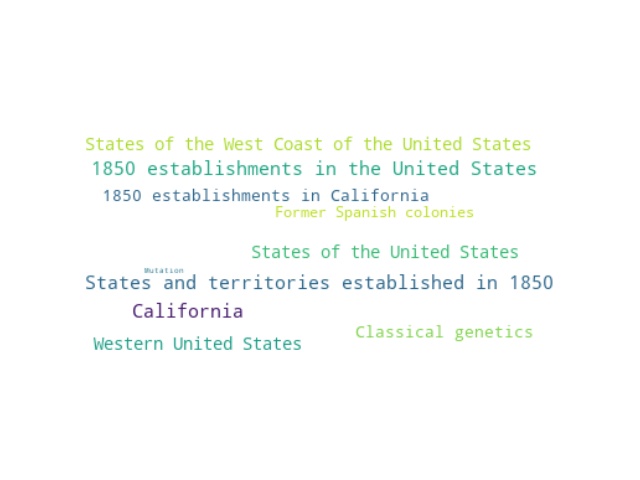 States of the West Coast of the United States
1850 establishments in the United States
1850 establishments in California
Former Spanish colonies
States of the United States
Mutation
States and territories established in 1850
California
Classical genetics
Western United States